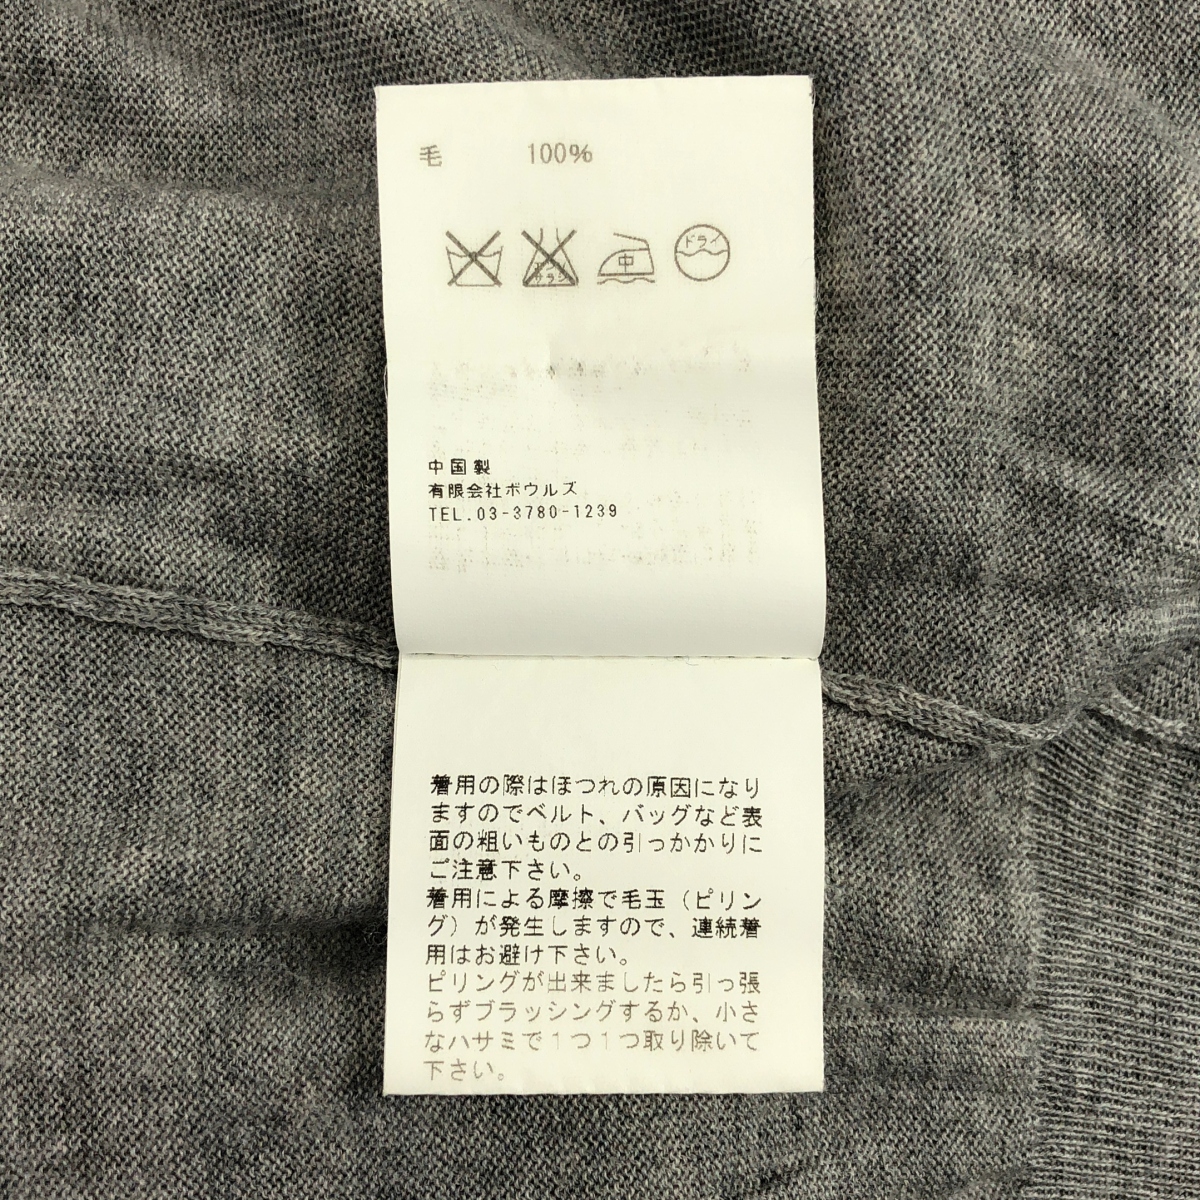 毛 100%
エンソ
サラシ
中
ドライ
中国製
有限会社ボウルズ
TEL.03-3780-1239
着用の際はほつれの原因になり
ますのでベルト、バッグなど表
面の粗いものとの引っかかりに
ご注意下さい。
着用による摩擦で毛玉（ピリン
グ）が発生しますので、連続着
用はお避け下さい。
ピリングが出来ましたら引っ張
らずブラッシングするか、小さ
なハサミで１つ１つ取り除いて
下さい。